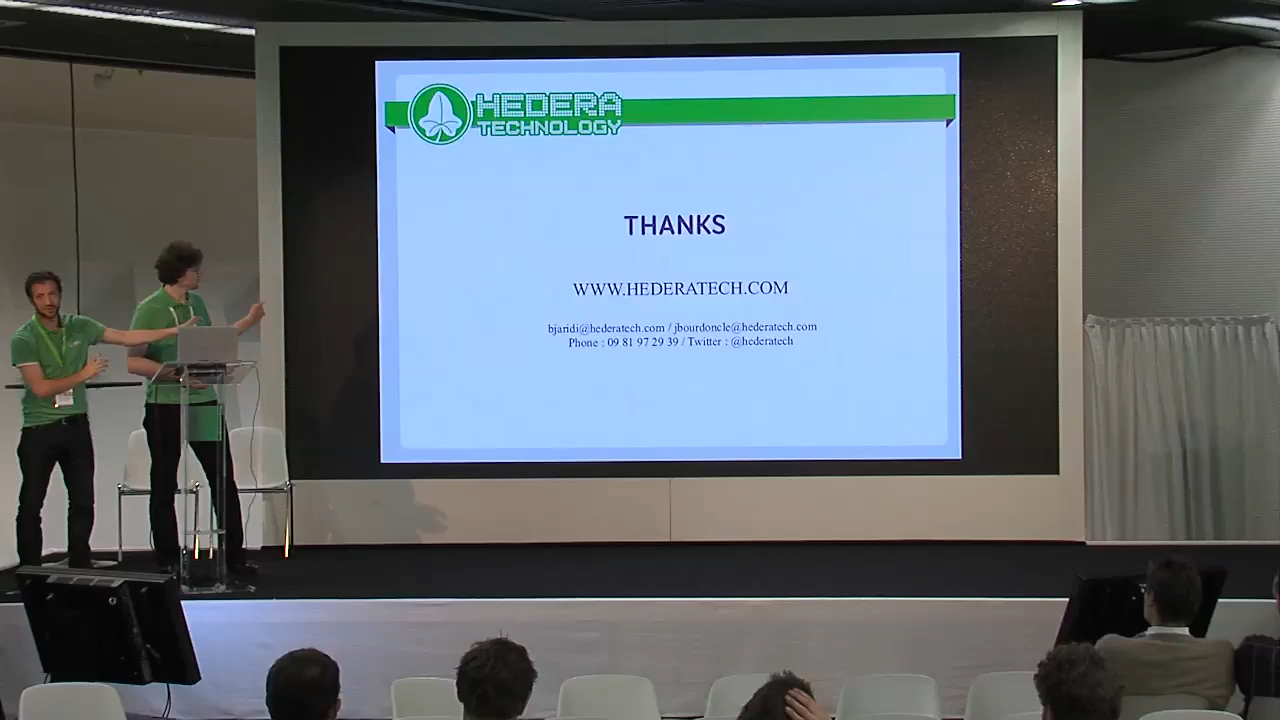 HEDERA
TECHNOLOGY
THANKS
WWW.HEDERATECH.COM
bjaridi@hederatech.com / jbourdoncle@hederatech.com
Phone : 09 81 97 29 39 / Twitter : @hederatech